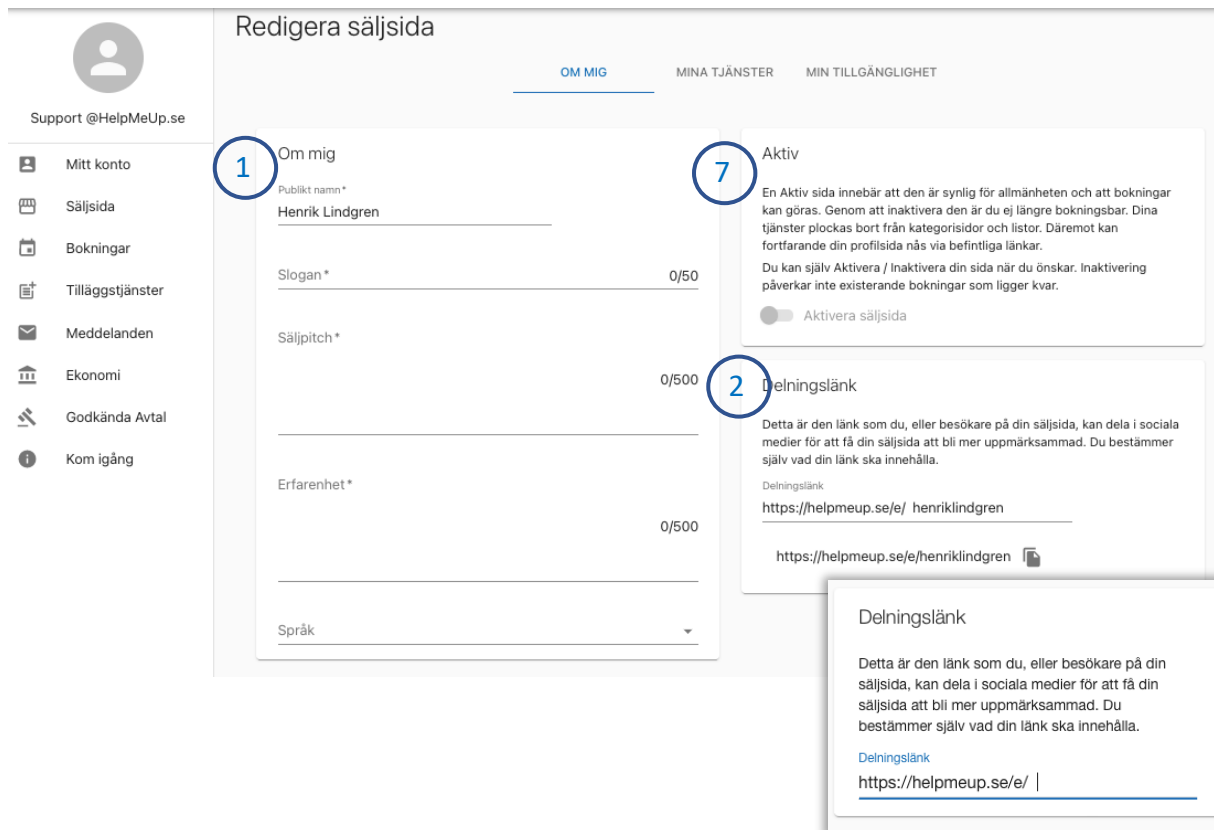 Redigera säljsida
OM MIG
MINA TJÄNSTER
MIN TILLGÄNGLIGHET
Support @HelpMeUp.se
Mitt konto
Säljsida
Bokningar
Tilläggstjänster
Meddelanden
Ekonomi
Godkända Avtal
Kom igång
1
Om mig
Publikt namn*
Henrik Lindgren
Slogan*
0/50
Säljpitch*
0/500
Erfarenhet*
0/500
Språk
7
Aktiv
En Aktiv sida innebär att den är synlig för allmänheten och att bokningar
kan göras. Genom att inaktivera den är du ej längre bokningsbar. Dina
tjänster plockas bort från kategorisidor och listor. Däremot kan
fortfarande din profilsida nås via befintliga länkar.
Du kan själv Aktivera / Inaktivera din sida när du önskar. Inaktivering
påverkar inte existerande bokningar som ligger kvar.
Aktivera säljsida
2
Delningslänk
Detta är den länk som du, eller besökare på din säljsida, kan dela i sociala
medier för att få din säljsida att bli mer uppmärksammad. Du bestämmer
själv vad din länk ska innehålla.
Delningslänk
https://helpmeup.se/e/ henriklindgren
https://helpmeup.se/e/henriklindgren
Delningslänk
Detta är den länk som du, eller besökare på din
säljsida, kan dela i sociala medier för att få din
säljsida att bli mer uppmärksammad. Du
bestämmer själv vad din länk ska innehålla.
Delningslänk
https://helpmeup.se/e/